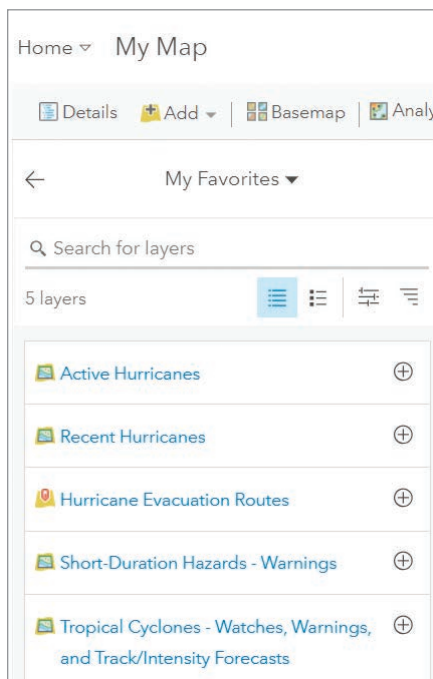 Home My Map
Details Add Basemap Analy
My Favorites
Search for layers
5 layers
Active Hurricanes
Recent Hurricanes
Hurricane Evacuation Routes
Short-Duration Hazards - Warnings
Tropical Cyclones - Watches, Warnings,
and Track/Intensity Forecasts